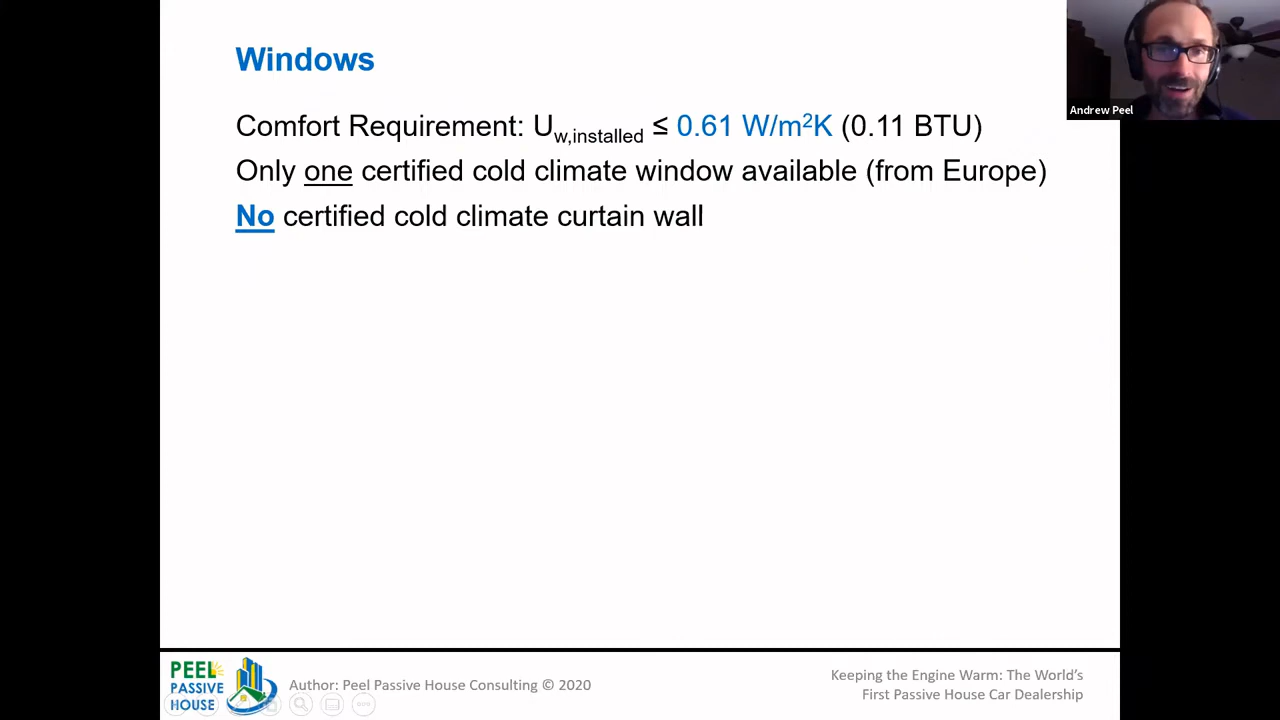 Windows
Comfort Requirement: Uw,installed ≤ 0.61 W/m²K (0.11 BTU)
Only one certified cold climate window available (from Europe)
No certified cold climate curtain wall
Andrew Peel
PEEL
PASSIVE
HOUSE
Author: Peel Passive House Consulting © 2020
Keeping the Engine Warm: The World's
First Passive House Car Dealership